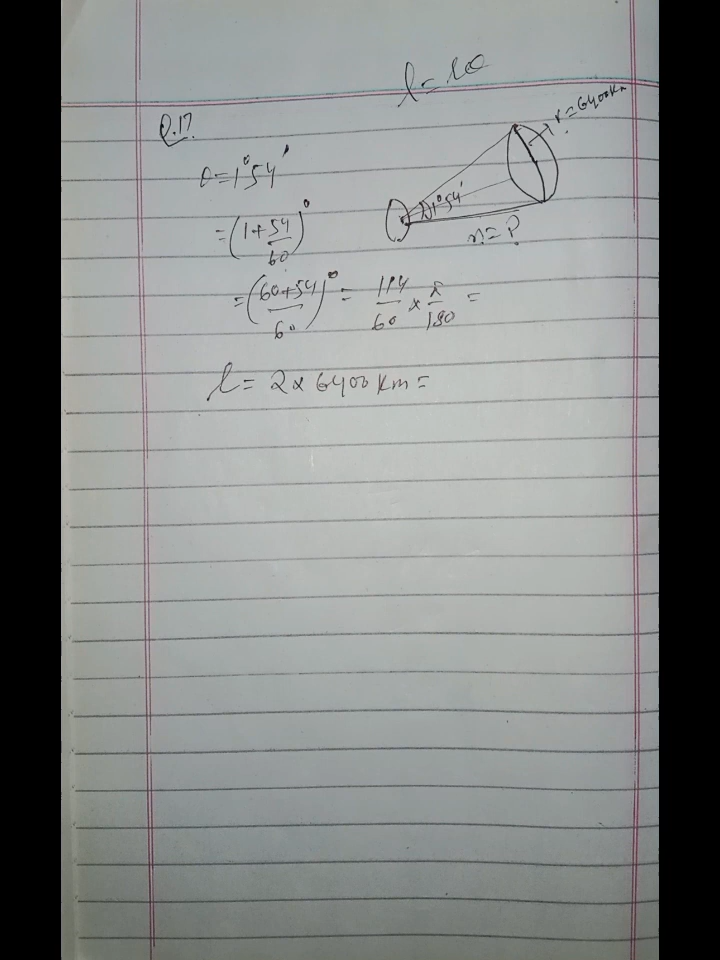 l = rθ
Q.17
r = 6400 Km
θ = 1°54'
1°54'
= (1 + 54/60)°
r = ?
= ((60+54)/60)° = 114/60 × π/180 =
l = 2 × 6400 Km =